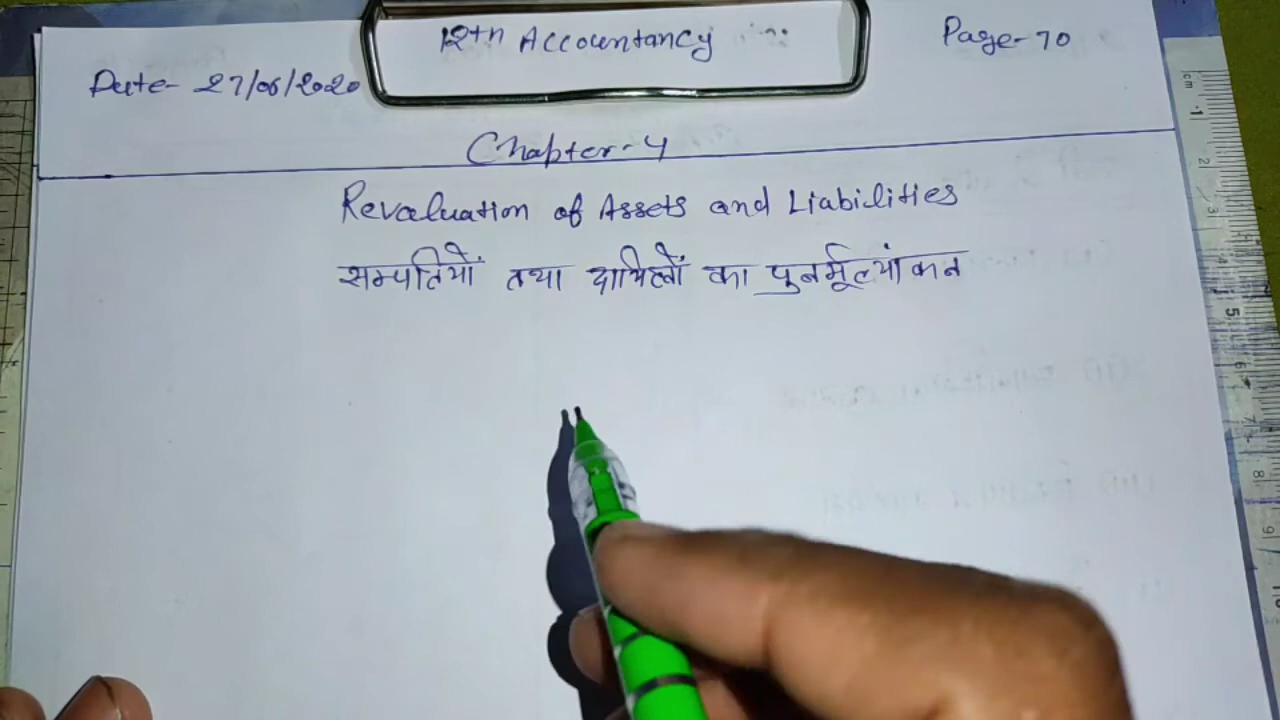 12th Accountancy
Page-70
Date- 27/06/2020
Chapter-4
Revaluation of Assets and Liabilities
सम्पतियों तथा दायित्वों का पुनर्मूल्यांकन